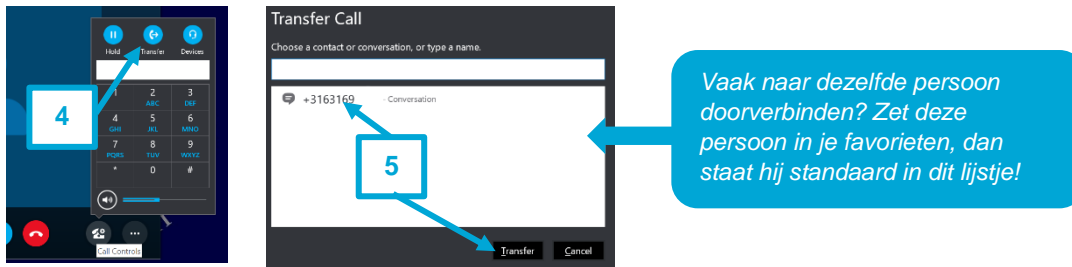 Hold Transfer Devices
1 2 3
ABC DEF
4 5 6
GHI JKL MNO
7 8 9
PQRS TUV WXYZ
* 0 #
4
Call Controls
Transfer Call
Choose a contact or conversation, or type a name.
+3163169 - Conversation
5
Transfer Cancel
Vaak naar dezelfde persoon
doorverbinden? Zet deze
persoon in je favorieten, dan
staat hij standaard in dit lijstje!